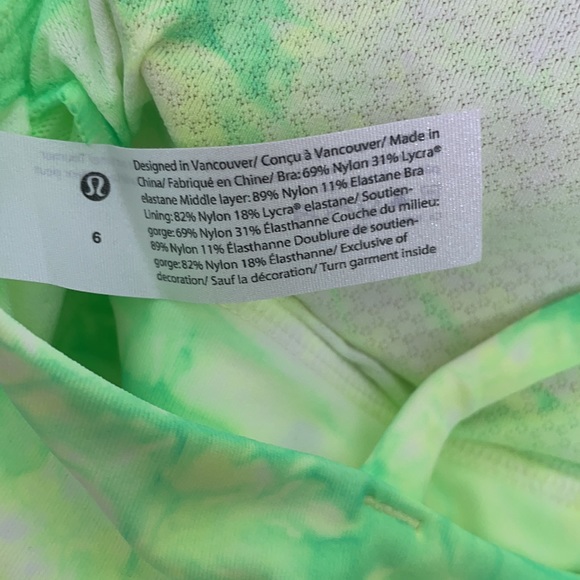 Designed in Vancouver/ Conçu à Vancouver/ Made in
China/ Fabriqué en Chine/ Bra: 69% Nylon 31% Lycra®
elastane Middle layer: 89% Nylon 11% Elastane Bra
Lining: 82% Nylon 18% Lycra® elastane/ Soutien-
gorge: 69% Nylon 31% Élasthanne Couche du milieu:
89% Nylon 11% Élasthanne Doublure de soutien-
gorge: 82% Nylon 18% Élasthanne/ Exclusive of
decoration/ Sauf la décoration/ Turn garment inside
6